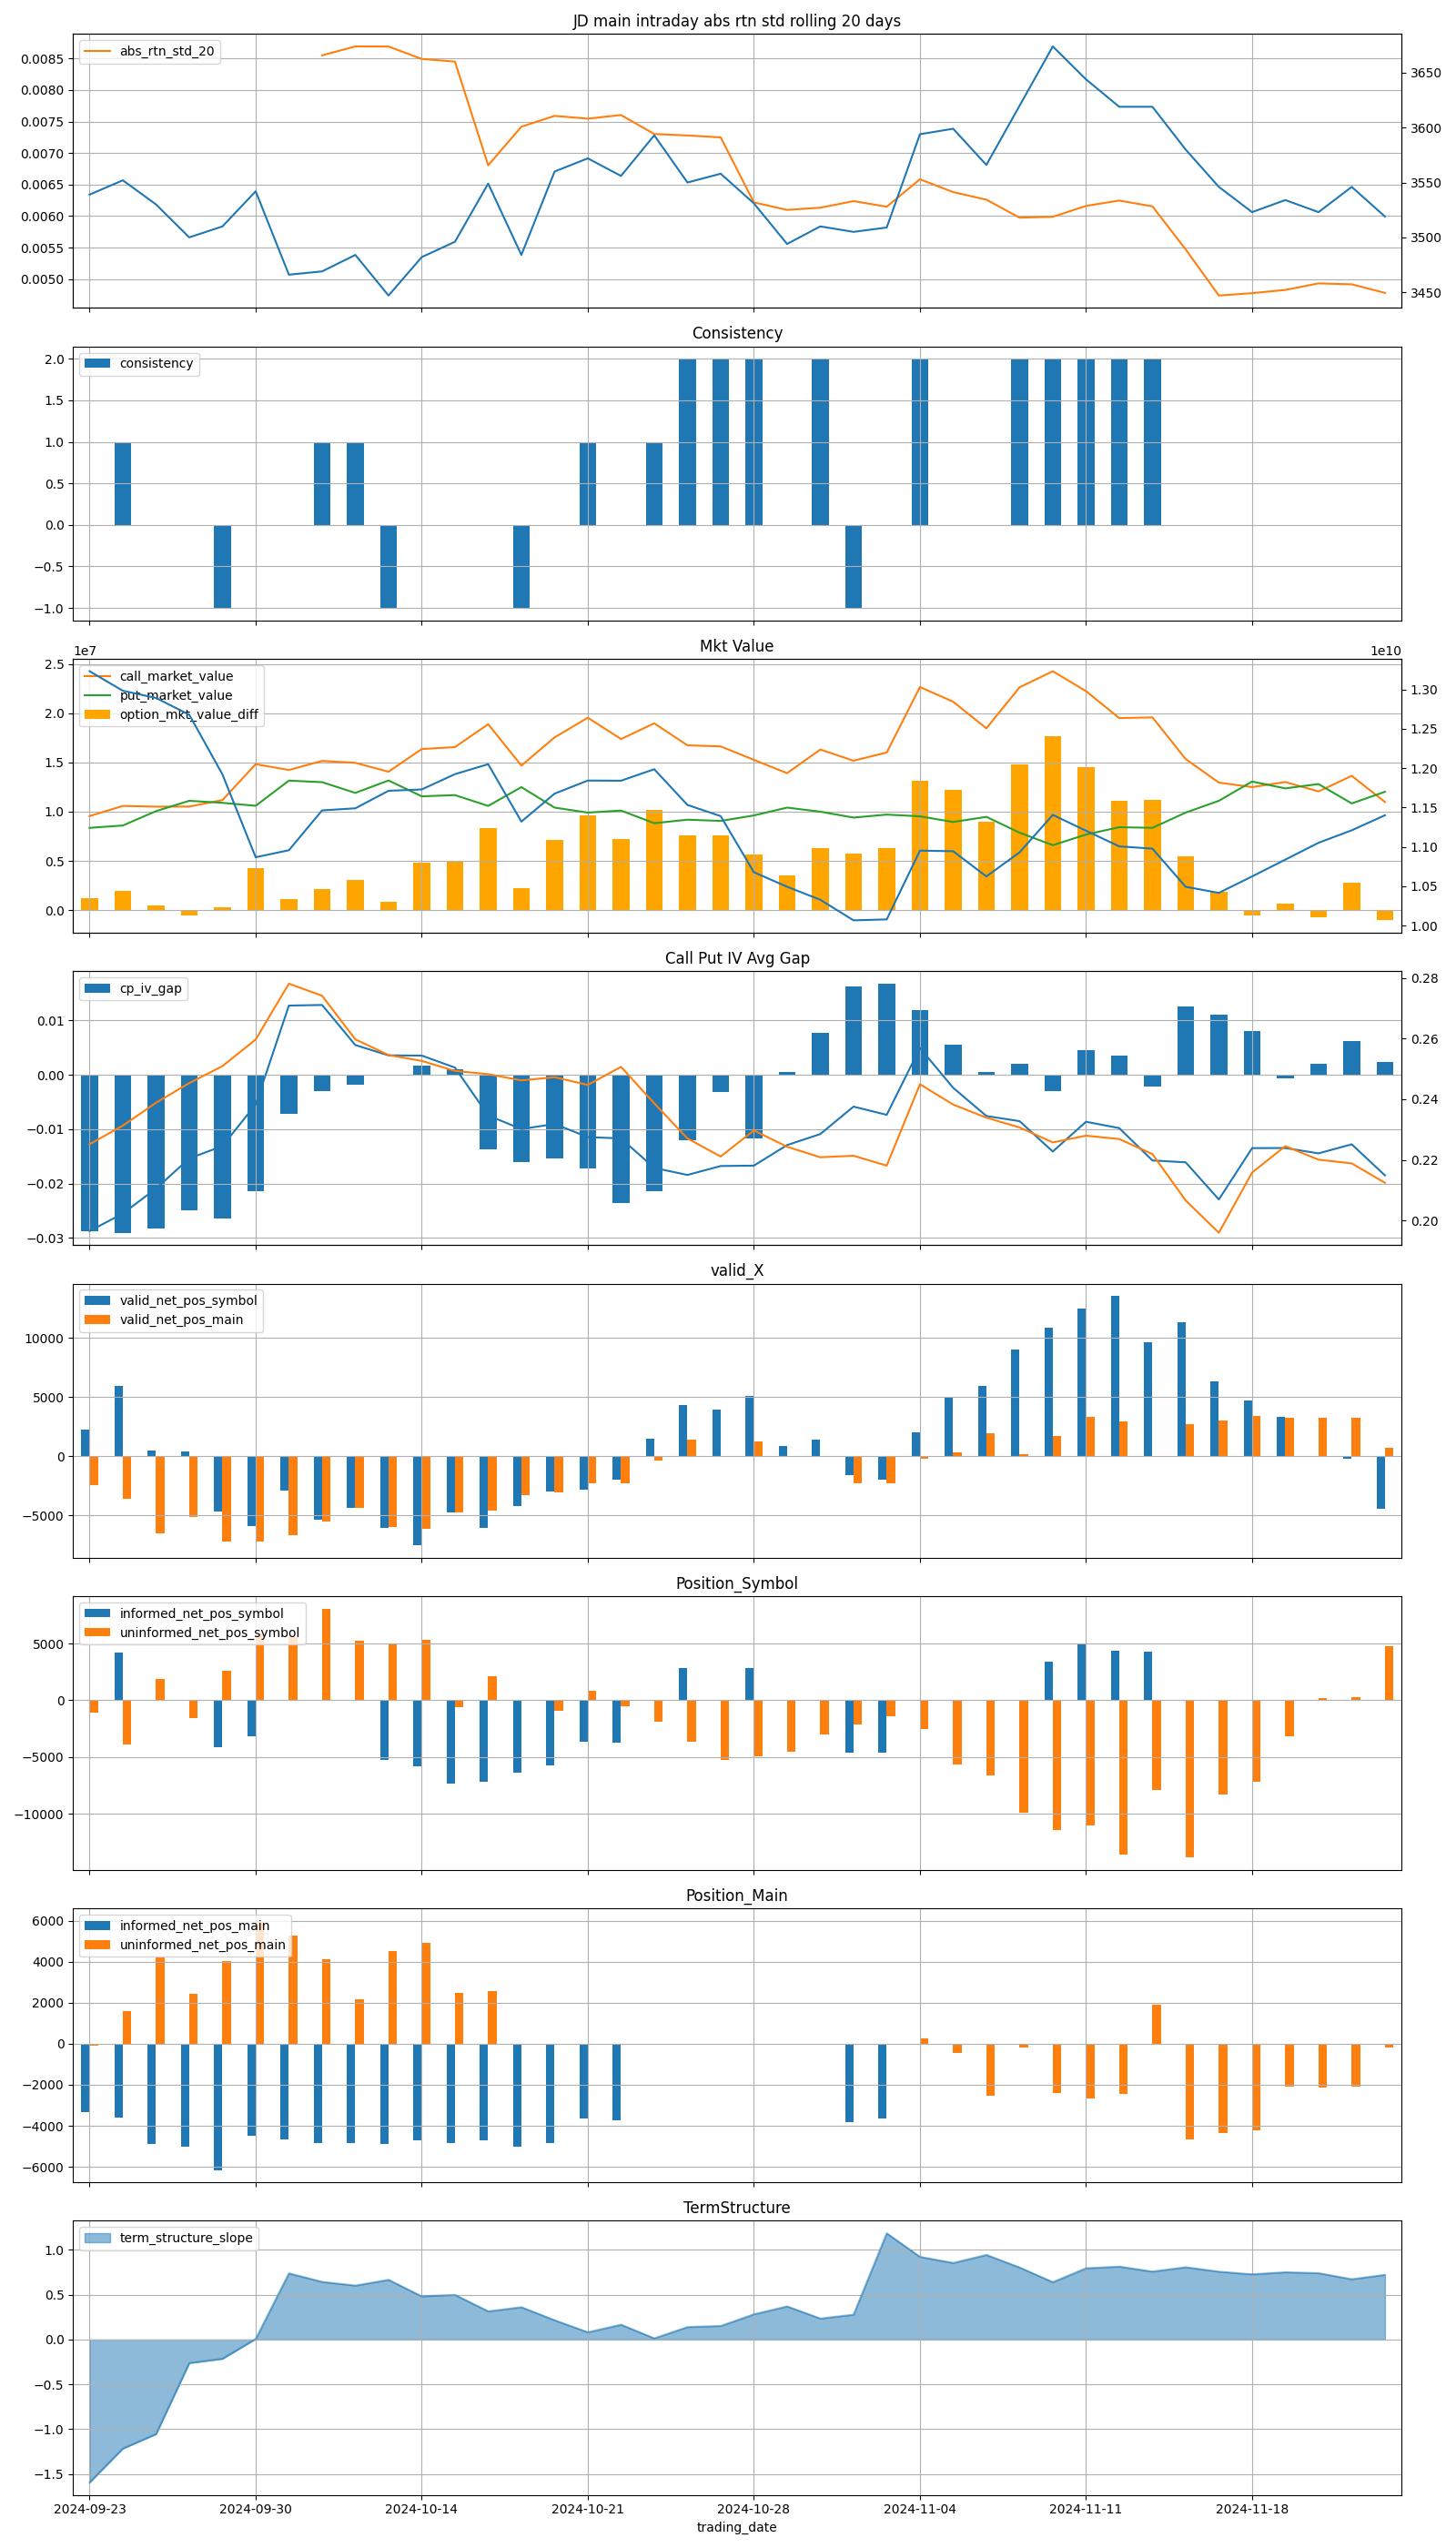 JD main intraday abs rtn std rolling 20 days
abs_rtn_std_20
0.0085
0.0080
0.0075
0.0070
0.0065
0.0060
0.0055
0.0050
3650
3600
3550
3500
3450
Consistency
consistency
2.0
1.5
1.0
0.5
0.0
−0.5
−1.0
Mkt Value
1e7
1e10
call_market_value
put_market_value
option_mkt_value_diff
2.5
2.0
1.5
1.0
0.5
0.0
1.30
1.25
1.20
1.15
1.10
1.05
1.00
Call Put IV Avg Gap
cp_iv_gap
0.01
0.00
−0.01
−0.02
−0.03
0.28
0.26
0.24
0.22
0.20
valid_X
valid_net_pos_symbol
valid_net_pos_main
10000
5000
0
−5000
Position_Symbol
informed_net_pos_symbol
uninformed_net_pos_symbol
5000
0
−5000
−10000
Position_Main
informed_net_pos_main
uninformed_net_pos_main
6000
4000
2000
0
−2000
−4000
−6000
TermStructure
term_structure_slope
1.0
0.5
0.0
−0.5
−1.0
−1.5
2024-09-23 2024-09-30 2024-10-14 2024-10-21 2024-10-28 2024-11-04 2024-11-11 2024-11-18
trading_date